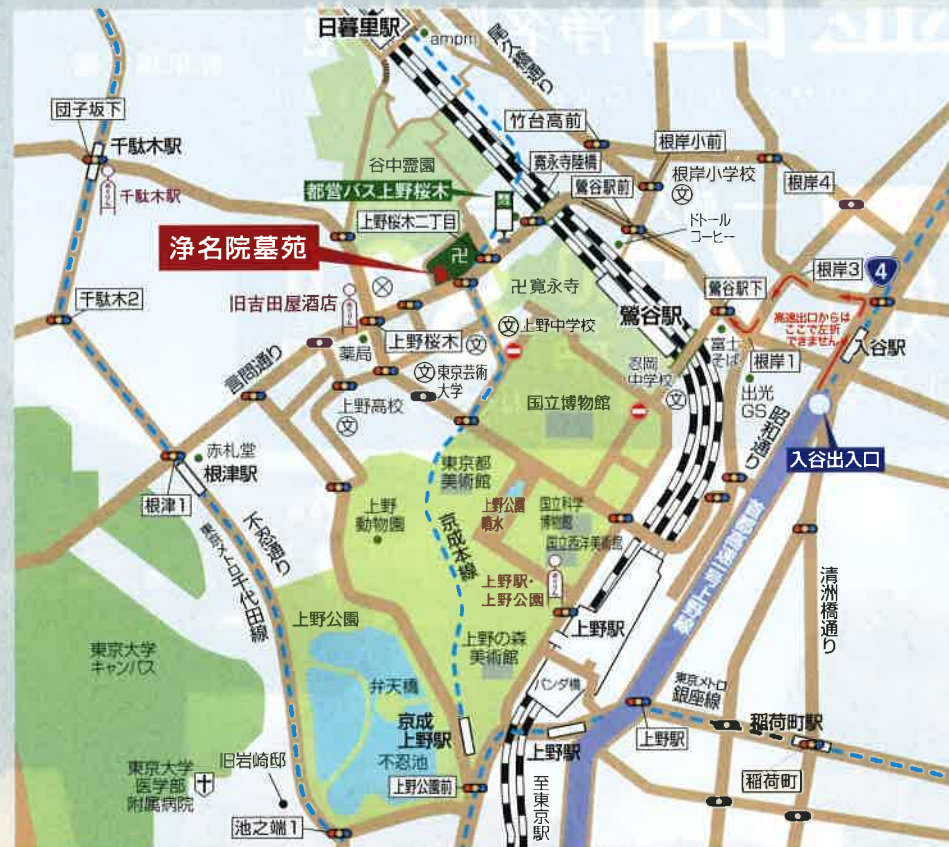 日暮里駅
ampm
尾久橋通り
団子坂下
千駄木駅
千駄木駅
竹台高前
根岸小前
谷中霊園
寛永寺陸橋
根岸小学校
都営バス上野桜木
鶯谷駅前
文
根岸4
上野桜木二丁目
ドトール
コーヒー
浄名院墓苑
卍
根岸3
4
卍寛永寺
千駄木2
旧吉田屋酒店
鶯谷駅下
鶯谷駅
高速出口からは
ここで左折
できません
文上野中学校
入谷駅
薬局
上野桜木
文
富士
そば
根岸1
言問通り
文東京芸術
大学
忍岡
中学校
文
出光
GS
上野高校
文
国立博物館
昭和通り
赤札堂
根津駅
入谷出入口
東京都
美術館
根津1
上野
動物園
上野公園
噴水
国立科学
博物館
不忍通り
京成本線
国立西洋美術館
東京メトロ千代田線
首都高速一号上野線
清洲橋通り
上野駅・
上野公園
上野公園
上野駅
上野の森
美術館
東京大学
キャンパス
弁天橋
パンダ橋
東京メトロ
銀座線
京成
上野駅
稲荷町駅
上野駅
上野駅
不忍池
旧岩崎邸
東京大学
医学部
附属病院
上野公園前
至東京駅
稲荷町
池之端1